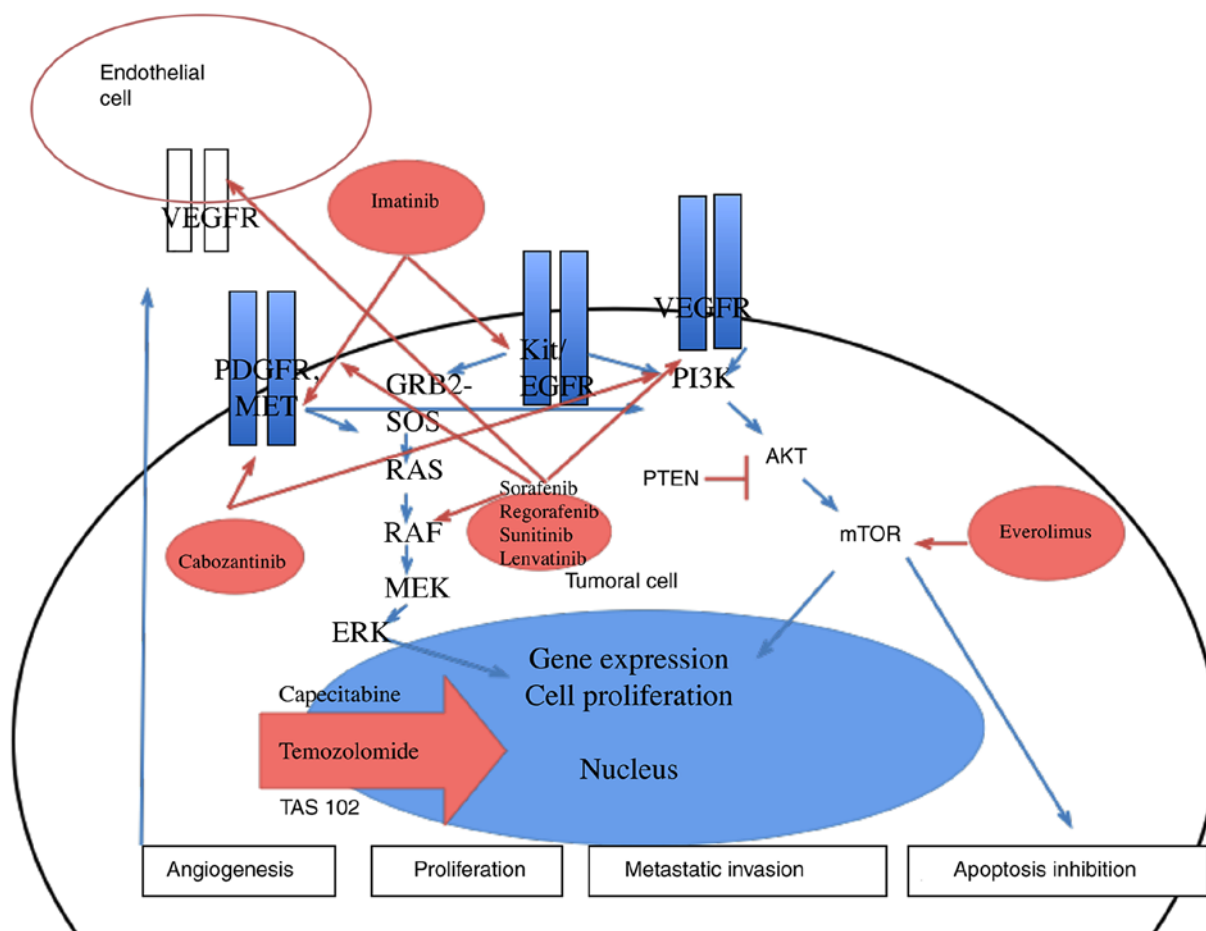 Endothelial
cell
VEGFR
Imatinib
VEGFR
PDGFR,
MET
Kit/
EGFR
GRB2-
SOS
PI3K
RAS
AKT
PTEN
RAF
Sorafenib
Regorafenib
Sunitinib
Lenvatinib
mTOR
Everolimus
Cabozantinib
Tumoral cell
MEK
ERK
Gene expression
Cell proliferation
Nucleus
Capecitabine
Temozolomide
TAS 102
Angiogenesis
Proliferation
Metastatic invasion
Apoptosis inhibition